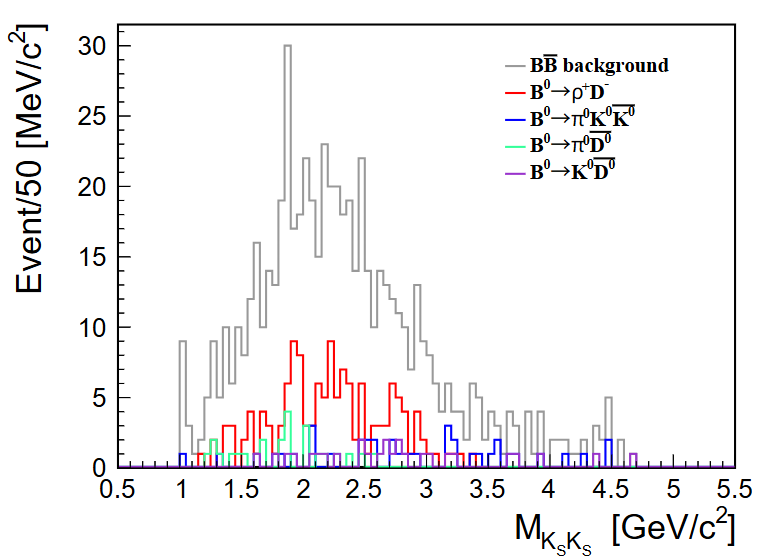 Event/50 [MeV/c²]
30
25
20
15
10
5
0
BB̅ background
B⁰→ρ⁺D⁻
B⁰→π⁰K⁰K̅⁰
B⁰→π⁰D̅⁰
B⁰→K⁰D̅⁰
0.5 1 1.5 2 2.5 3 3.5 4 4.5 5 5.5
M_{K_SK_S} [GeV/c²]